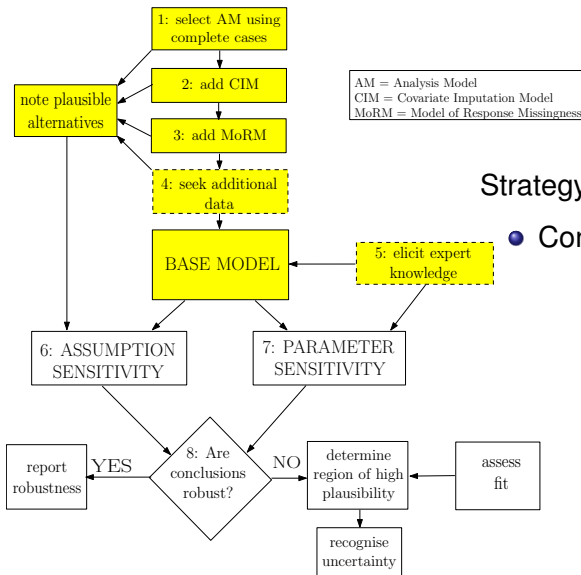 1: select AM using
complete cases
note plausible
alternatives
2: add CIM
3: add MoRM
4: seek additional
data
AM = Analysis Model
CIM = Covariate Imputation Model
MoRM = Model of Response Missingness
Strategy
BASE MODEL
5: elicit expert
knowledge
6: ASSUMPTION
SENSITIVITY
7: PARAMETER
SENSITIVITY
8: Are
conclusions
robust?
YES
NO
report
robustness
determine
region of high
plausibility
assess
fit
recognise
uncertainty